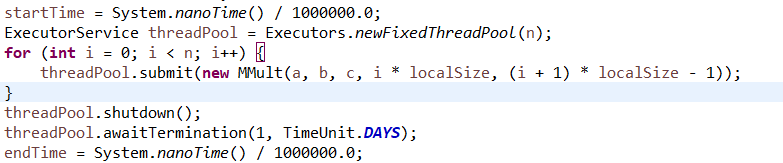 startTime = System.nanoTime() / 1000000.0;
ExecutorService threadPool = Executors.newFixedThreadPool(n);
for (int i = 0; i < n; i++) {
    threadPool.submit(new MMult(a, b, c, i * localSize, (i + 1) * localSize - 1));
}
threadPool.shutdown();
threadPool.awaitTermination(1, TimeUnit.DAYS);
endTime = System.nanoTime() / 1000000.0;